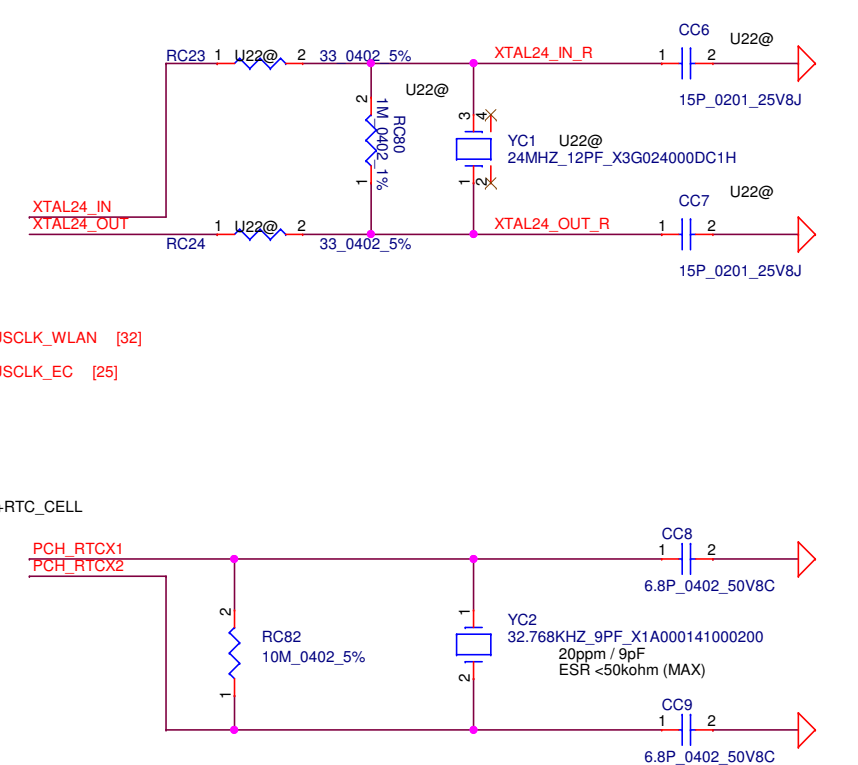 CC6
U22@
RC23 1 U22@ 2 33_0402_5%
XTAL24_IN_R
1 2
15P_0201_25V8J
U22@
2
1M_0402_1%
RC80
1
3
4
YC1 U22@
24MHZ_12PF_X3G024000DC1H
1
2
XTAL24_IN
XTAL24_OUT
1 U22@ 2
RC24
33_0402_5%
XTAL24_OUT_R
CC7
U22@
1 2
15P_0201_25V8J
USCLK_WLAN [32]
USCLK_EC [25]
+RTC_CELL
PCH_RTCX1
PCH_RTCX2
CC8
1 2
6.8P_0402_50V8C
2
RC82
10M_0402_5%
1
1
YC2
32.768KHZ_9PF_X1A000141000200
20ppm / 9pF
ESR <50kohm (MAX)
2
CC9
1 2
6.8P_0402_50V8C